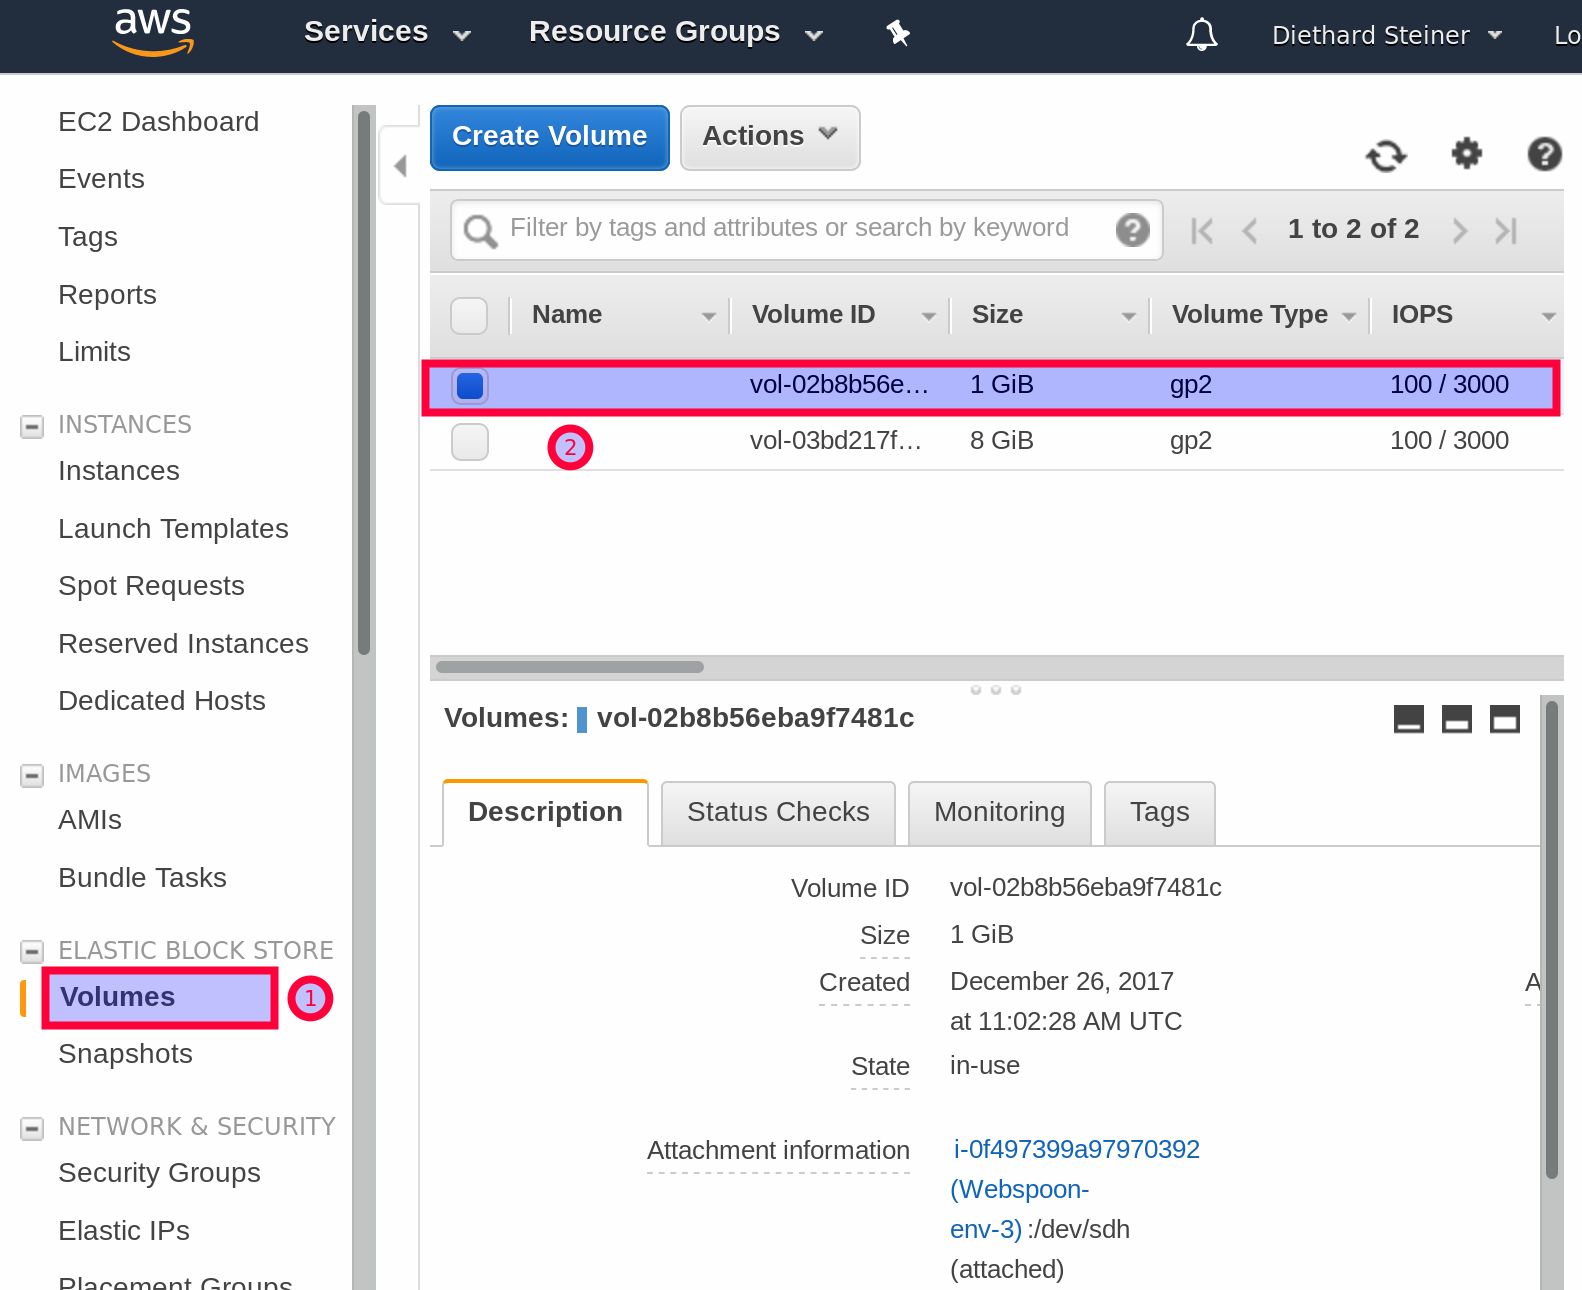 aws Services Resource Groups Diethard Steiner Lo
EC2 Dashboard
Events
Tags
Reports
Limits
INSTANCES
Instances
Launch Templates
Spot Requests
Reserved Instances
Dedicated Hosts
IMAGES
AMIs
Bundle Tasks
ELASTIC BLOCK STORE
Volumes 1
Snapshots
NETWORK & SECURITY
Security Groups
Elastic IPs
Placement Groups
Create Volume Actions
Filter by tags and attributes or search by keyword 1 to 2 of 2
Name Volume ID Size Volume Type IOPS
vol-02b8b56e... 1 GiB gp2 100 / 3000
2 vol-03bd217f... 8 GiB gp2 100 / 3000
Volumes: vol-02b8b56eba9f7481c
Description Status Checks Monitoring Tags
Volume ID vol-02b8b56eba9f7481c
Size 1 GiB
Created December 26, 2017 A
at 11:02:28 AM UTC
State in-use
Attachment information i-0f497399a97970392
(Webspoon-
env-3):/dev/sdh
(attached)